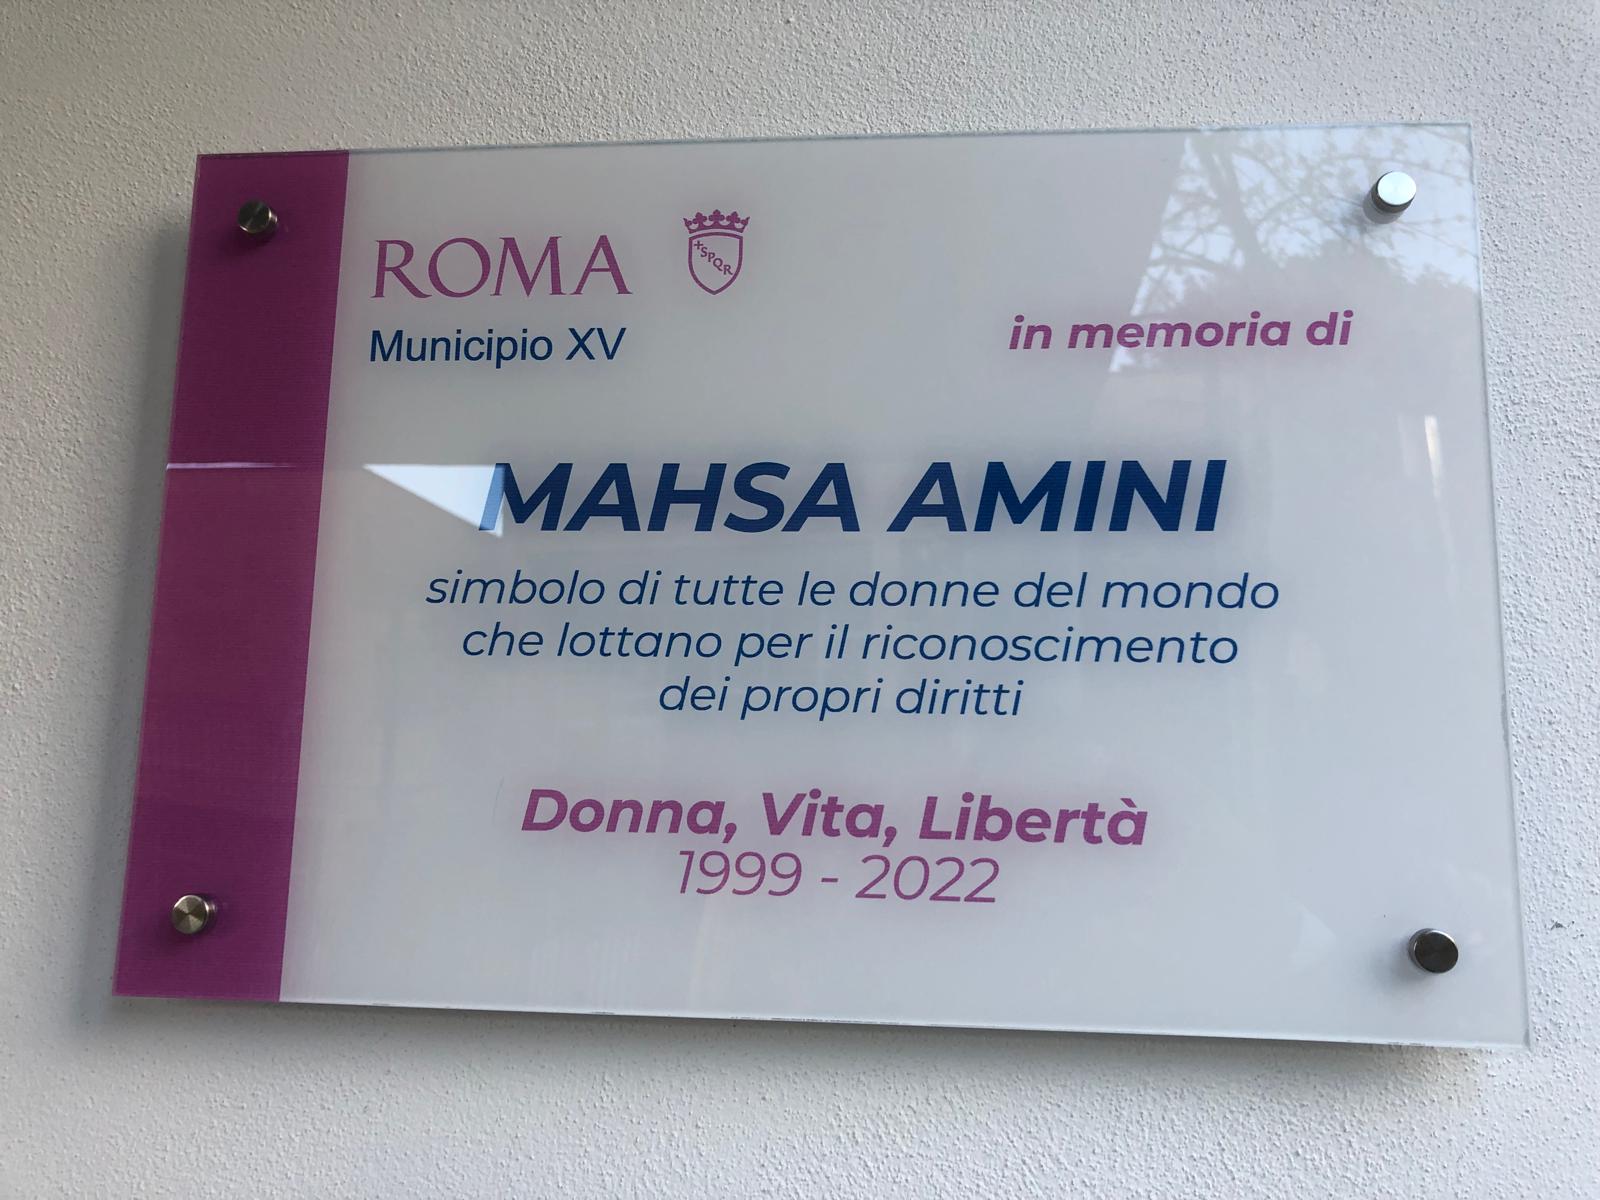 ROMA
SPQR
Municipio XV
in memoria di
MAHSA AMINI
simbolo di tutte le donne del mondo
che lottano per il riconoscimento
dei propri diritti
Donna, Vita, Libertà
1999 - 2022